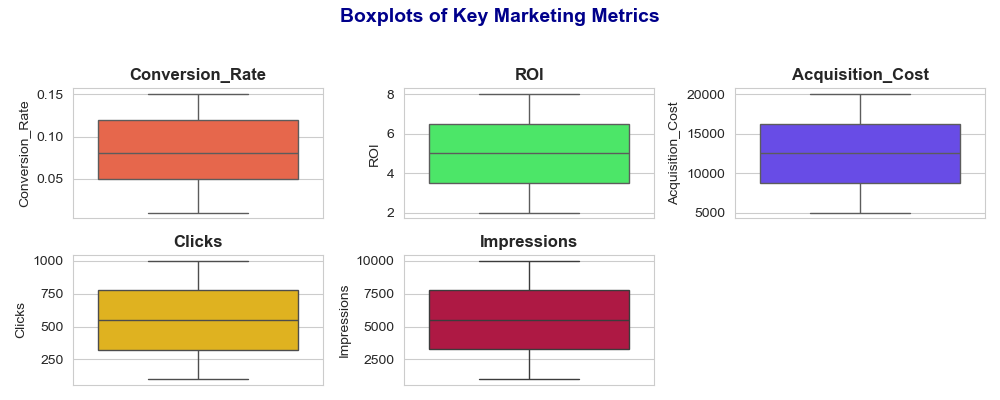 Boxplots of Key Marketing Metrics
Conversion_Rate
Conversion_Rate
0.15
0.10
0.05
ROI
ROI
8
6
4
2
Acquisition_Cost
Acquisition_Cost
20000
15000
10000
5000
Clicks
Clicks
1000
750
500
250
Impressions
Impressions
10000
7500
5000
2500